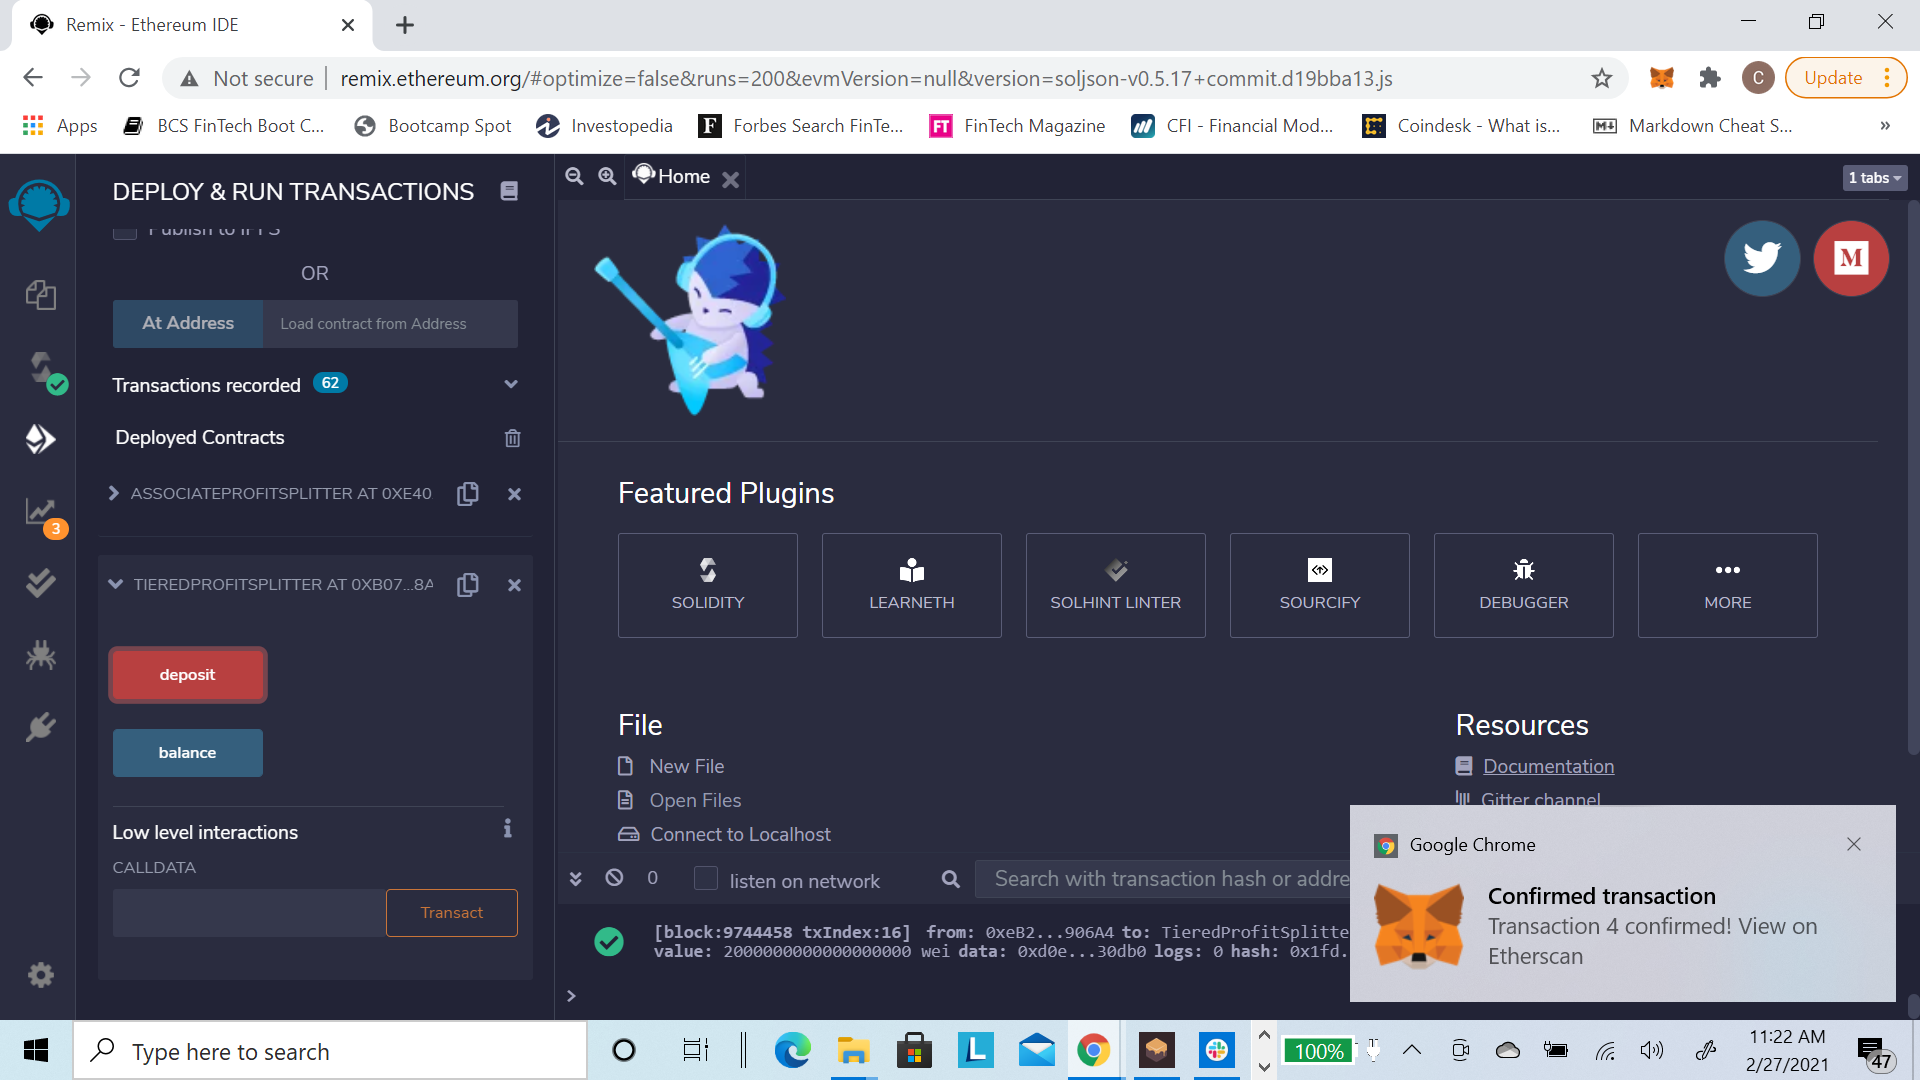 Remix - Ethereum IDE
Not secure
remix.ethereum.org/#optimize=false&runs=200&evmVersion=null&version=soljson-v0.5.17+commit.d19bba13.js
C
Update
Apps
BCS FinTech Boot C...
Bootcamp Spot
Investopedia
F
Forbes Search FinTe...
FT
FinTech Magazine
CFI - Financial Mod...
Coindesk - What is...
Markdown Cheat S...
»
DEPLOY & RUN TRANSACTIONS
Home
1 tabs
Publish to IPFS
OR
At Address
Load contract from Address
Transactions recorded 62
Deployed Contracts
ASSOCIATEPROFITSPLITTER AT 0XE40
3
TIEREDPROFITSPLITTER AT 0XB07...8A
deposit
balance
Low level interactions
CALLDATA
Transact
M
Featured Plugins
SOLIDITY
LEARNETH
SOLHINT LINTER
SOURCIFY
DEBUGGER
MORE
File
New File
Open Files
Connect to Localhost
Resources
Documentation
Gitter channel
0
listen on network
Search with transaction hash or addre
[block:9744458 txIndex:16] from: 0xeB2...906A4 to: TieredProfitSplitte
value: 2000000000000000000 wei data: 0xd0e...30db0 logs: 0 hash: 0x1fd.
>
Google Chrome
Confirmed transaction
Transaction 4 confirmed! View on
Etherscan
Type here to search
L
100%
11:22 AM
2/27/2021
47